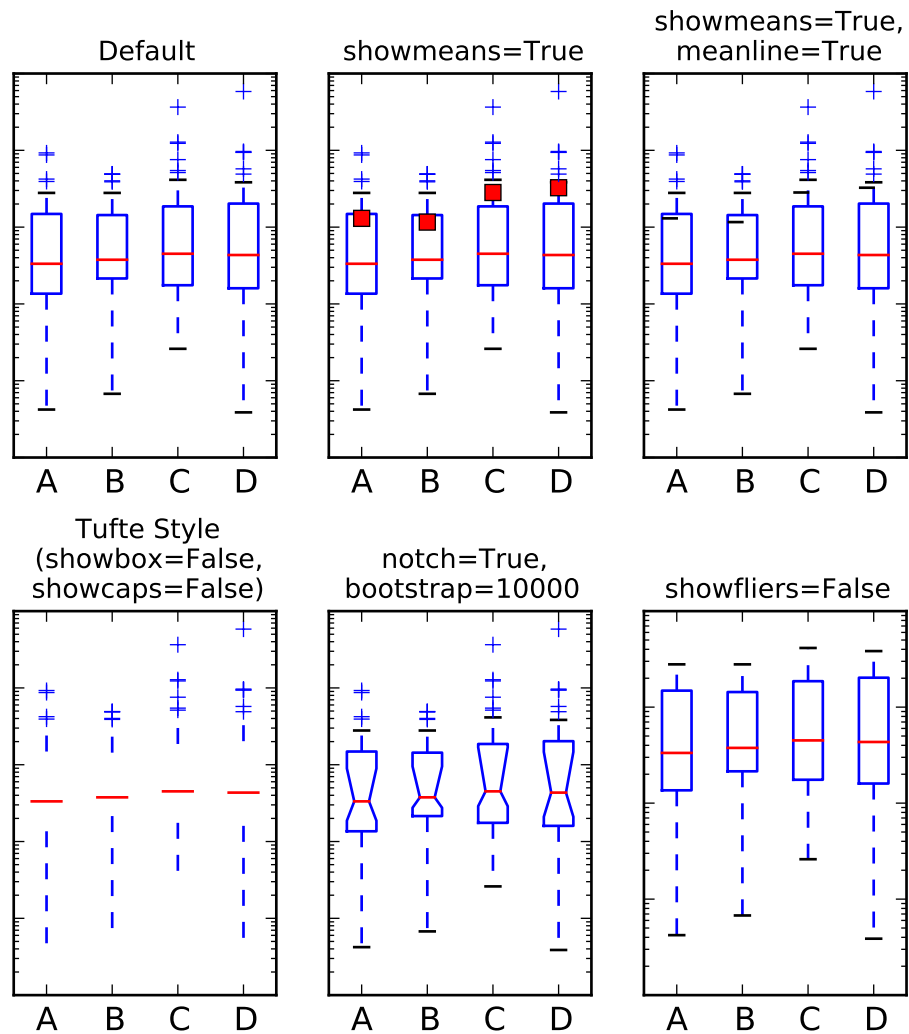 Default
showmeans=True
showmeans=True,
meanline=True
A B C D
A B C D
A B C D
Tufte Style
(showbox=False,
showcaps=False)
notch=True,
bootstrap=10000
showfliers=False
A B C D
A B C D
A B C D